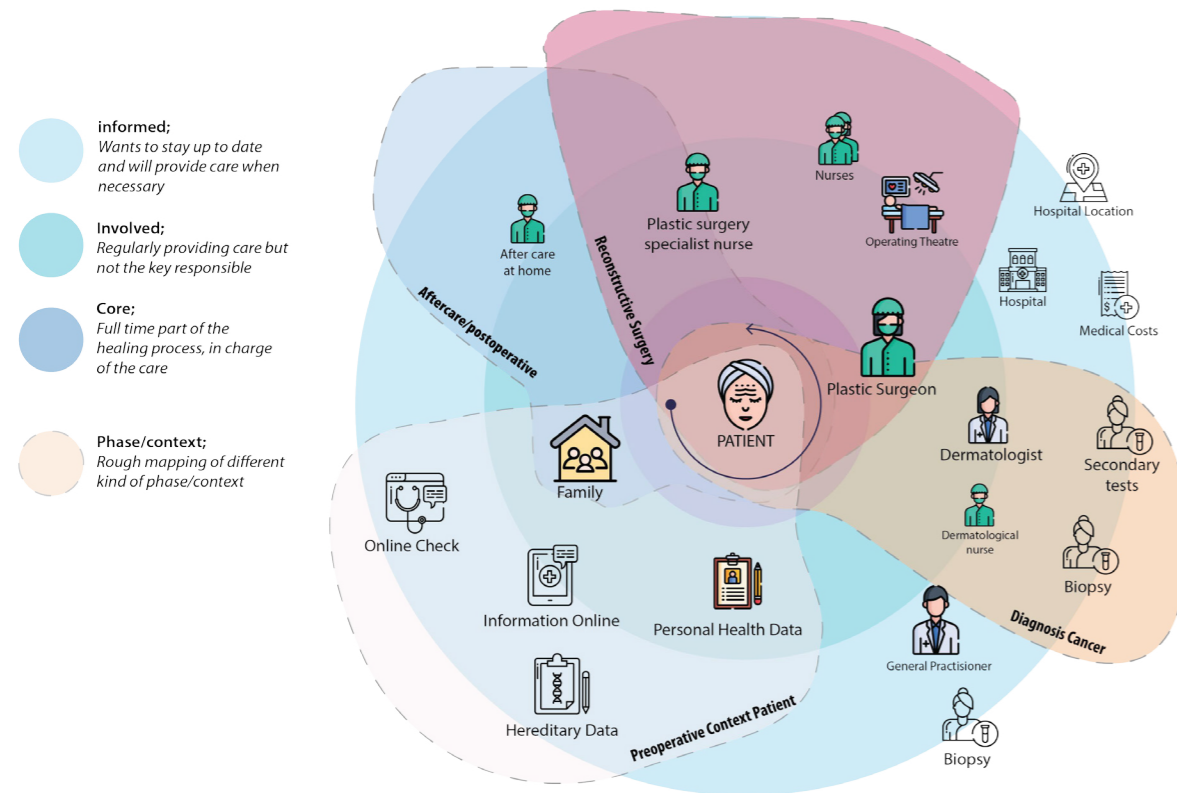 informed;
Wants to stay up to date
and will provide care when
necessary
Involved;
Regularly providing care but
not the key responsible
Core;
Full time part of the
healing process, in charge
of the care
Phase/context;
Rough mapping of different
kind of phase/context
Nurses
Plastic surgery
specialist nurse
Operating Theatre
Hospital Location
After care
at home
Hospital
Medical Costs
Reconstructive Surgery
Aftercare/postoperative
Plastic Surgeon
PATIENT
Dermatologist
Secondary
tests
Family
Online Check
Dermatological
nurse
Biopsy
Information Online
Personal Health Data
Diagnosis Cancer
General Practisioner
Hereditary Data
Preoperative Context Patient
Biopsy